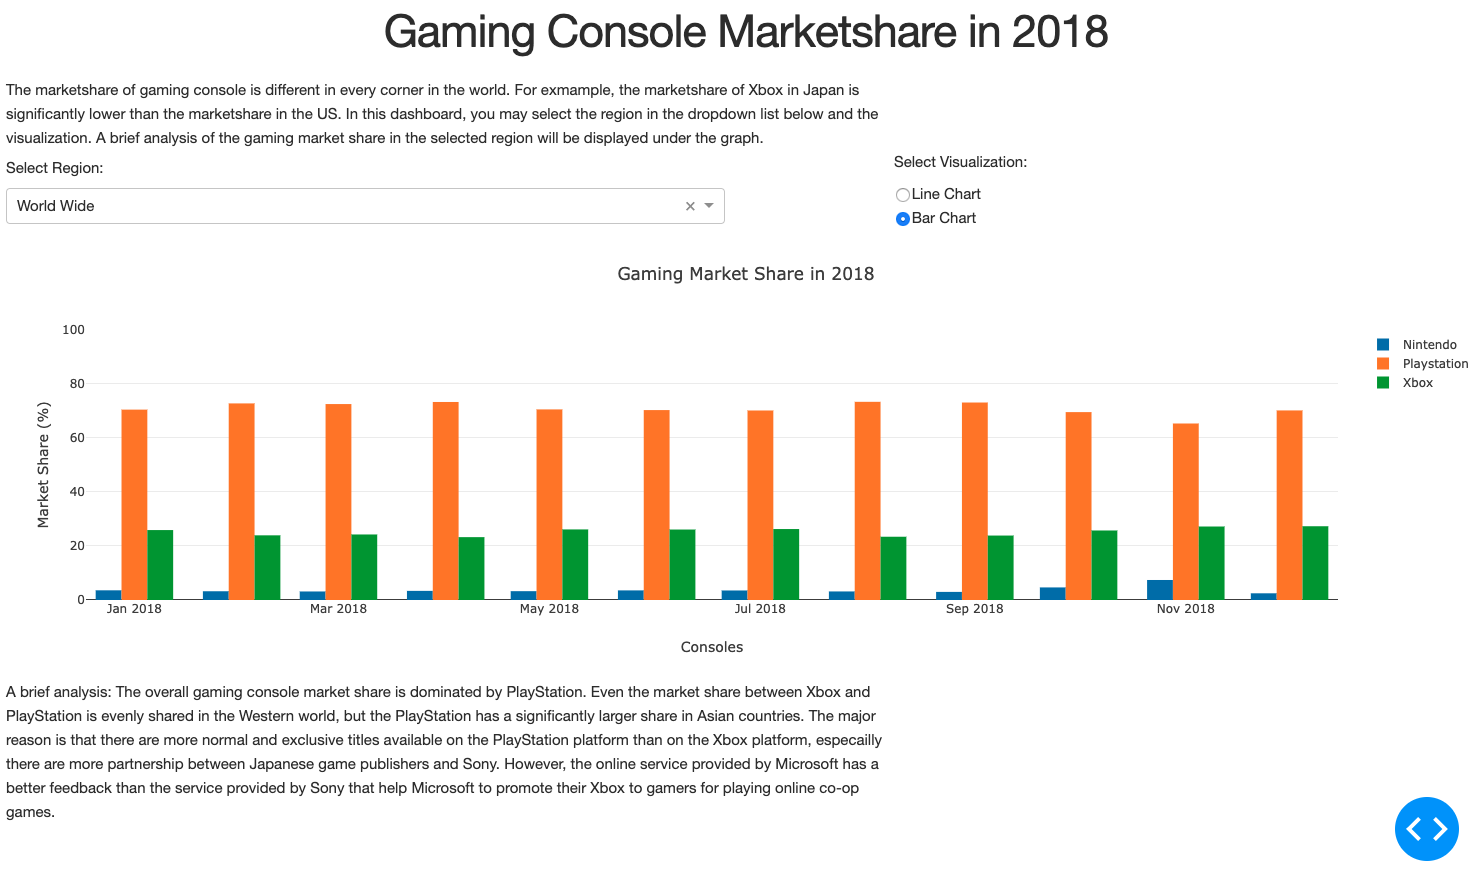 Gaming Console Marketshare in 2018
The marketshare of gaming console is different in every corner in the world. For exmample, the marketshare of Xbox in Japan is
significantly lower than the marketshare in the US. In this dashboard, you may select the region in the dropdown list below and the
visualization. A brief analysis of the gaming market share in the selected region will be displayed under the graph.
Select Region:
World Wide
Select Visualization:
Line Chart
Bar Chart
Gaming Market Share in 2018
100
80
60
40
20
0
Market Share (%)
Jan 2018
Mar 2018
May 2018
Jul 2018
Sep 2018
Nov 2018
Consoles
Nintendo
Playstation
Xbox
A brief analysis: The overall gaming console market share is dominated by PlayStation. Even the market share between Xbox and
PlayStation is evenly shared in the Western world, but the PlayStation has a significantly larger share in Asian countries. The major
reason is that there are more normal and exclusive titles available on the PlayStation platform than on the Xbox platform, especailly
there are more partnership between Japanese game publishers and Sony. However, the online service provided by Microsoft has a
better feedback than the service provided by Sony that help Microsoft to promote their Xbox to gamers for playing online co-op
games.